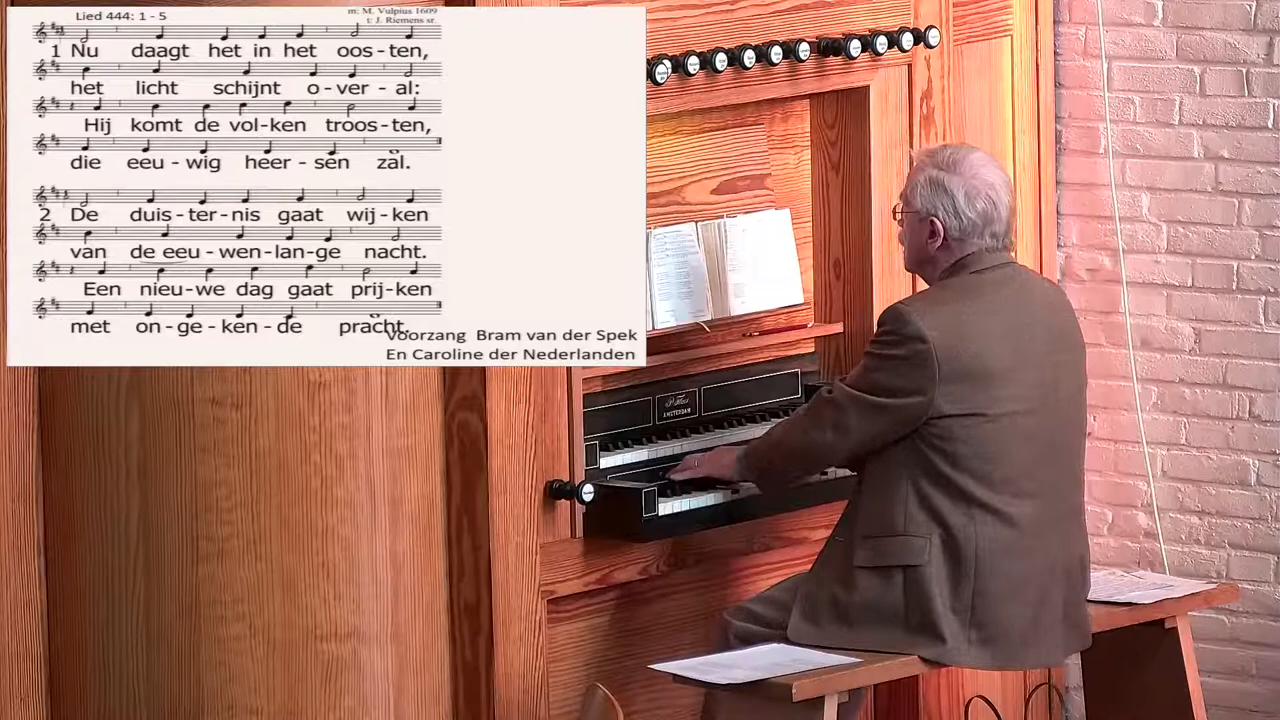 Lied 444: 1 - 5
m: M. Vulpius 1609
t: J. Riemens sr.
1 Nu daagt het in het oos-ten,
het licht schijnt o-ver-al:
Hij komt de vol-ken troos-ten,
die eeu-wig heer-sen zal.
2 De duis-ter-nis gaat wij-ken
van de eeu-wen-lan-ge nacht.
Een nieu-we dag gaat prij-ken
met on-ge-ken-de pracht.
Voorzang Bram van der Spek
En Caroline der Nederlanden
AMSTERDAM